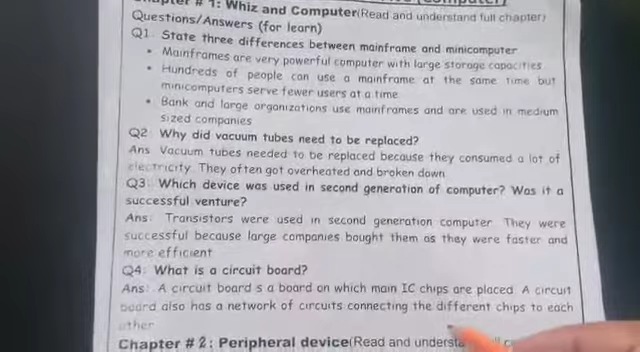 # 1: Whiz and Computer(Read and understand full chapter)
Questions/Answers (for learn)
Q1 State three differences between mainframe and minicomputer
• Mainframes are very powerful computer with large storage capacities
• Hundreds of people can use a mainframe at the same time but
minicomputers serve fewer users at a time
• Bank and large organizations use mainframes and are used in medium
sized companies
Q2 Why did vacuum tubes need to be replaced?
Ans Vacuum tubes needed to be replaced because they consumed a lot of
electricity. They often got overheated and broken down
Q3: Which device was used in second generation of computer? Was it a
successful venture?
Ans: Transistors were used in second generation computer. They were
successful because large companies bought them as they were faster and
more efficient
Q4: What is a circuit board?
Ans: A circuit board s a board on which main IC chips are placed. A circuit
board also has a network of circuits connecting the different chips to each
other
Chapter # 2: Peripheral device(Read and